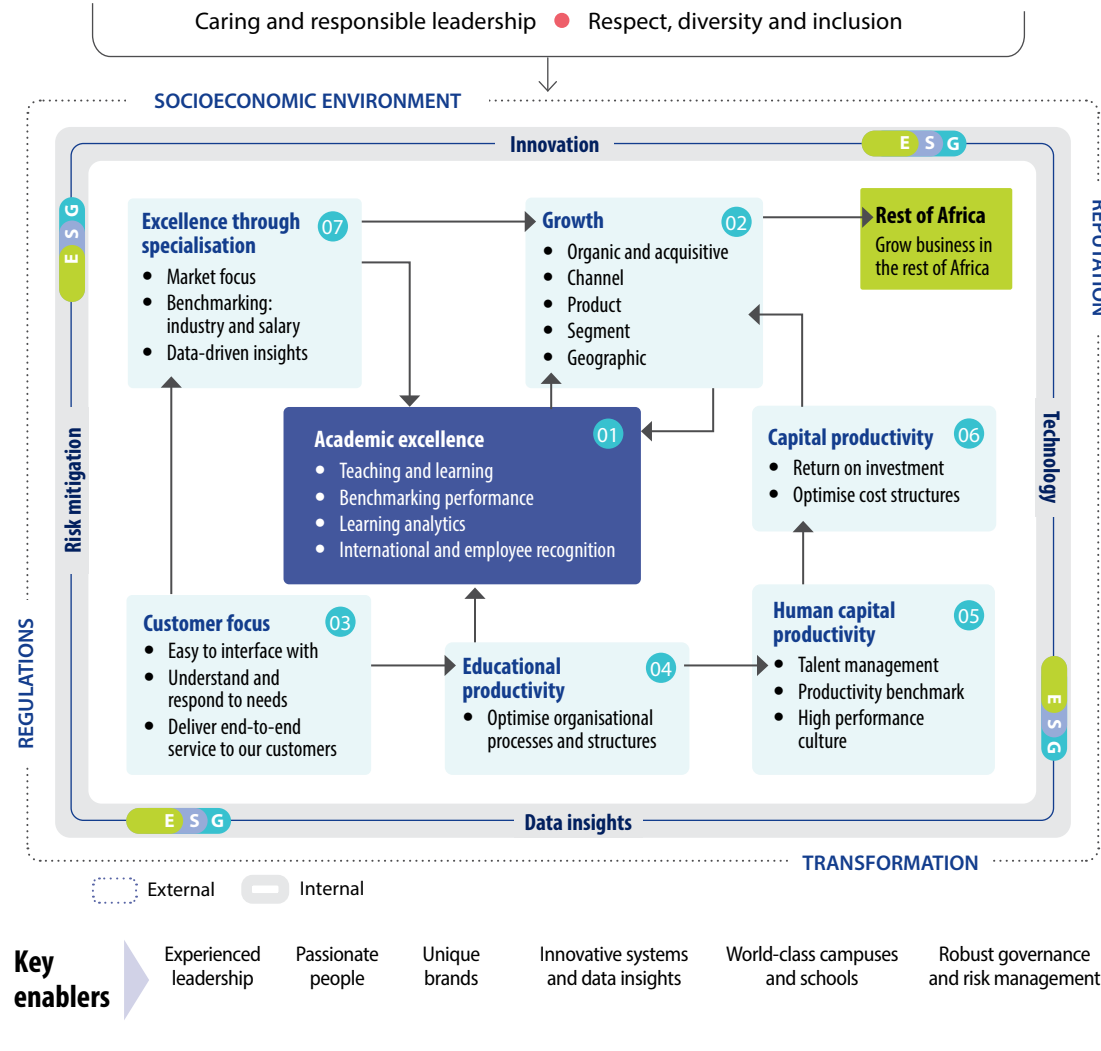 Caring and responsible leadership ● Respect, diversity and inclusion
SOCIOECONOMIC ENVIRONMENT
Innovation
E S G
REPUTATION
E S G
Excellence through
specialisation
07
• Market focus
• Benchmarking:
industry and salary
• Data-driven insights
Growth
02
• Organic and acquisitive
• Channel
• Product
• Segment
• Geographic
Rest of Africa
Grow business in
the rest of Africa
Risk mitigation
Academic excellence
01
• Teaching and learning
• Benchmarking performance
• Learning analytics
• International and employee recognition
Capital productivity
06
• Return on investment
• Optimise cost structures
Technology
REGULATIONS
Customer focus
03
• Easy to interface with
• Understand and
respond to needs
• Deliver end-to-end
service to our customers
Educational
productivity
04
• Optimise organisational
processes and structures
Human capital
productivity
05
• Talent management
• Productivity benchmark
• High performance
culture
E S G
E S G
Data insights
TRANSFORMATION
External
Internal
Key
enablers
Experienced
leadership
Passionate
people
Unique
brands
Innovative systems
and data insights
World-class campuses
and schools
Robust governance
and risk management